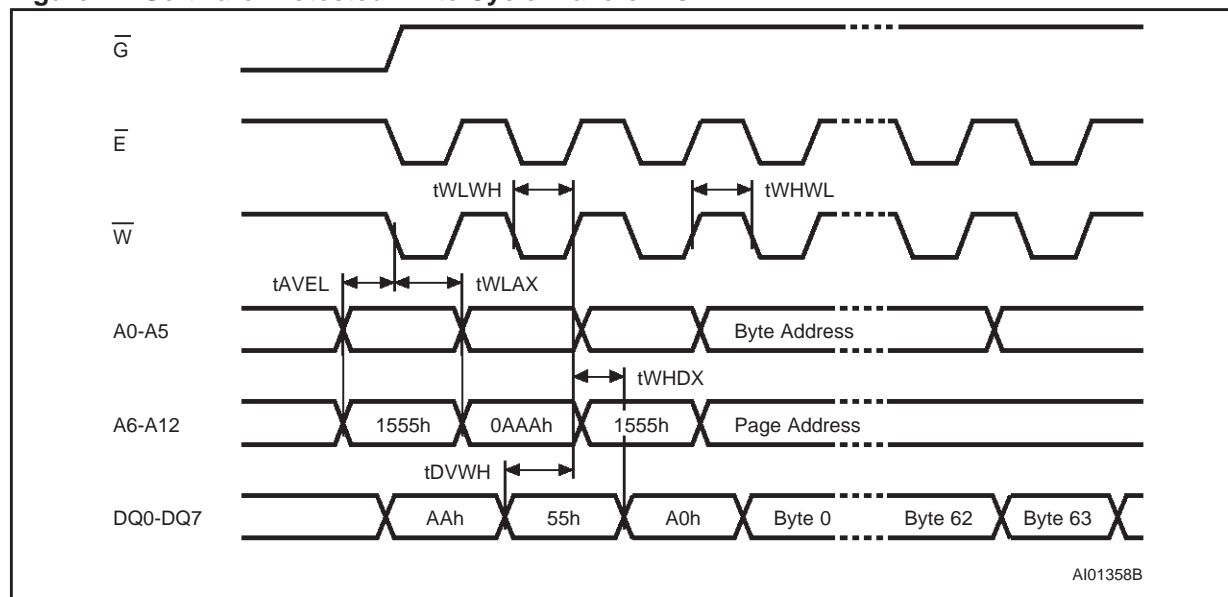 G
E
tWLWH
tWHWL
W
tAVEL
tWLAX
A0-A5
Byte Address
tWHDX
A6-A12
1555h
0AAAh
1555h
Page Address
tDVWH
DQ0-DQ7
AAh
55h
A0h
Byte 0
Byte 62
Byte 63
AI01358B